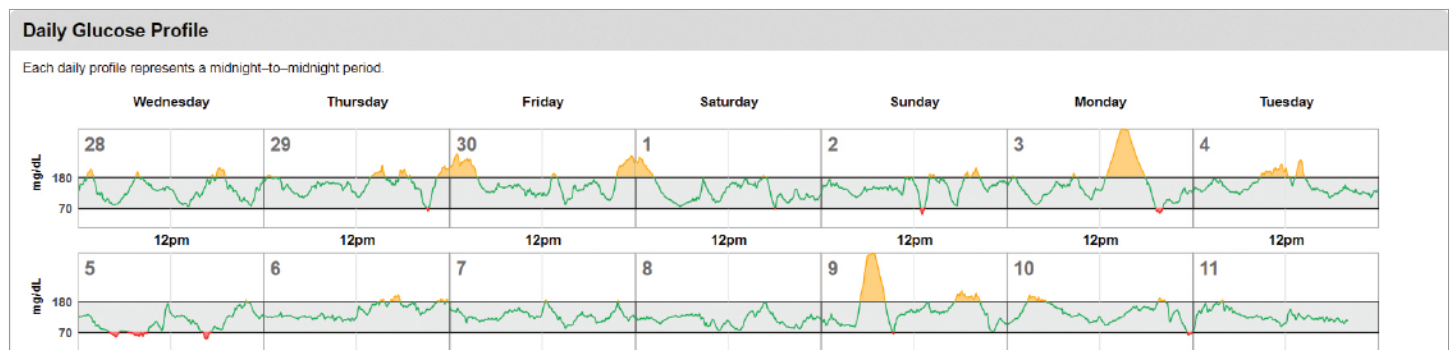 Daily Glucose Profile
Each daily profile represents a midnight–to–midnight period.
Wednesday Thursday Friday Saturday Sunday Monday Tuesday
28 29 30 1 2 3 4
mg/dL
180
70
12pm 12pm 12pm 12pm 12pm 12pm 12pm
5 6 7 8 9 10 11
mg/dL
180
70